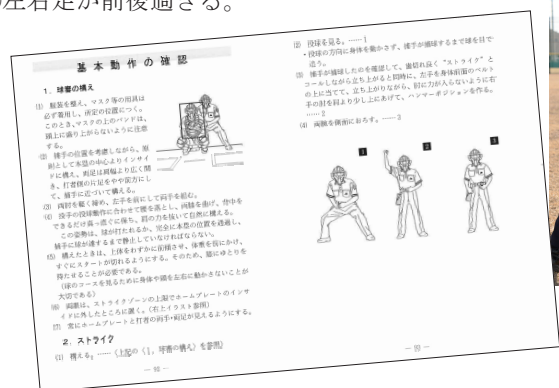 左右足が前後過ぎる。
基本動作の確認
1. 球審の構え
(1) 服装を整え、マスク等の用具は
必ず着用し、所定の位置につく。
このとき、マスクの上のバンドは、
頭上に盛り上がらないように注意
する。
(2) 捕手の位置を考慮しながら、原
則として本塁の中心よりインサイ
ドに構え、両足は肩幅より広く開
き、打者側の片足をやや前方にし
て、捕手に近づいて構える。
(3) 両肘を軽く締め、左手を前にして両手を組む。
(4) 投手の投球動作に合わせて腰を落とし、両膝を曲げ、背中を
できるだけ真っ直ぐに保ち、肩の力を抜いて自然に構える。
この姿勢は、球が打たれるか、完全に本塁の位置を通過し、
捕手に球が達するまで静止していなければならない。
(5) 構えたときは、上体をわずかに前傾させ、体重を前にかけ、
すぐにスタートが切れるようにする。そのため、膝にゆとりを
持たせることが必要である。
(球のコースを見るために身体や頭を左右に動かさないことが
大切である)
(6) 両眼は、ストライクゾーンの上限でホームプレートのインサ
イドに外したところに置く。(右上イラスト参照)
(7) 常にホームプレートと打者の両手・両足が見えるようにする。
2. ストライク
(1) 構える。……〈上記の〈1. 球審の構え〉を参照〉
(2) 投球を見る。……1
・投球の方向に身体を動かさず、捕手が捕球するまで球を目で
追う。
(3) 捕手が捕球したのを確認して、歯切れ良く“ストライク”と
コールしながら立ち上がると同時に、左手を身体前面のベルト
の上に当てて、立ち上がりながら、肘に力が入らないように右
手の肘を肩より少し上にあげて、ハンマーポジションを作る。
……2
(4) 両腕を側面におろす。……3
1
2
3